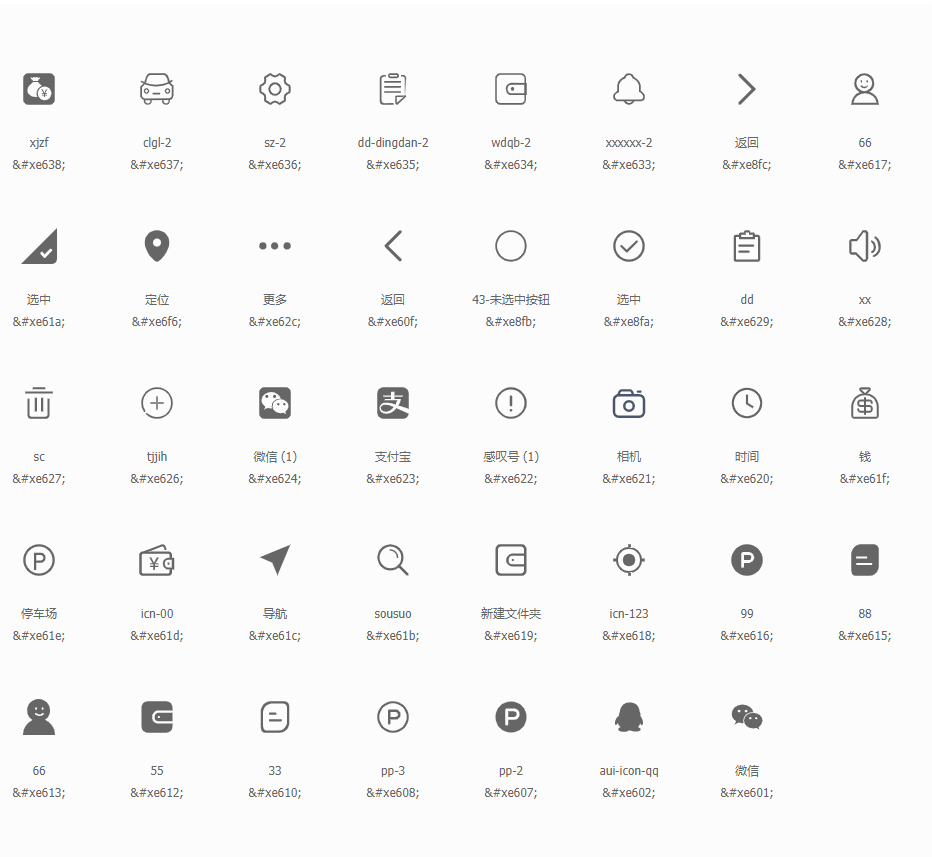 xjzf clgl-2 sz-2 dd-dingdan-2 wdqb-2 xxxxxx-2 返回 66
&#xe638; &#xe637; &#xe636; &#xe635; &#xe634; &#xe633; &#xe8fc; &#xe617;
选中 定位 更多 返回 43-未选中按钮 选中 dd xx
&#xe61a; &#xe6f6; &#xe62c; &#xe60f; &#xe8fb; &#xe8fa; &#xe629; &#xe628;
sc tjjih 微信 (1) 支付宝 感叹号 (1) 相机 时间 钱
&#xe627; &#xe626; &#xe624; &#xe623; &#xe622; &#xe621; &#xe620; &#xe61f;
停车场 icn-00 导航 sousuo 新建文件夹 icn-123 99 88
&#xe61e; &#xe61d; &#xe61c; &#xe61b; &#xe619; &#xe618; &#xe616; &#xe615;
66 55 33 pp-3 pp-2 aui-icon-qq 微信
&#xe613; &#xe612; &#xe610; &#xe608; &#xe607; &#xe602; &#xe601;